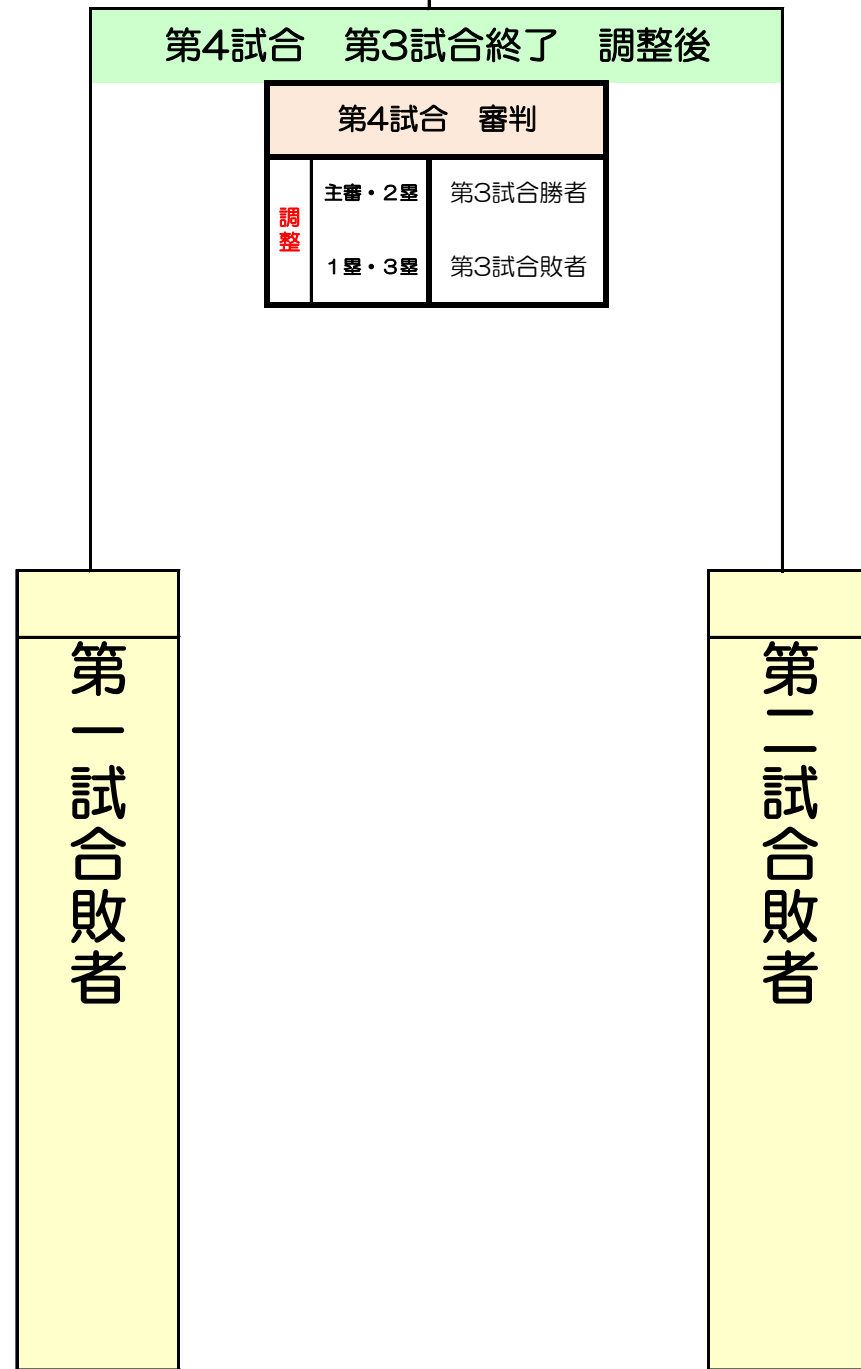 第4試合　第3試合終了　調整後
第4試合　審判
調整
主審・２塁
第3試合勝者
１塁・３塁
第3試合敗者
第一試合敗者
第二試合敗者